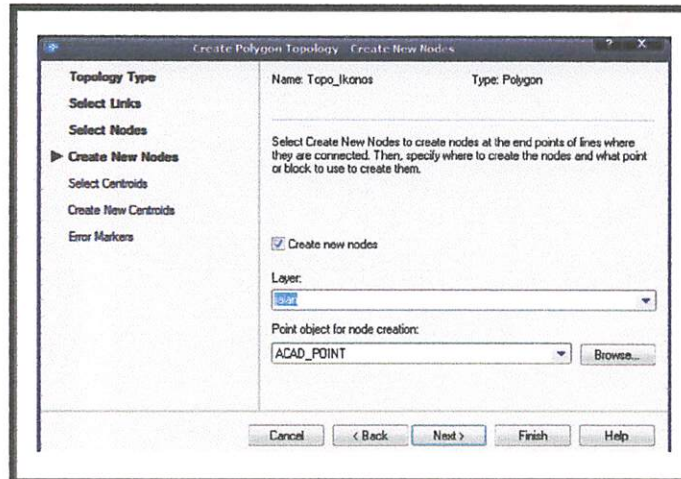 Create Polygon Topology - Create New Nodes
? X
Topology Type
Select Links
Select Nodes
Create New Nodes
Select Centroids
Create New Centroids
Error Markers
Name: Topo_Ikonos Type: Polygon
Select Create New Nodes to create nodes at the end points of lines where
they are connected. Then, specify where to create the nodes and what point
or block to use to create them.
Create new nodes
Layer:
jalan
Point object for node creation:
ACAD_POINT
Browse...
Cancel
< Back
Next >
Finish
Help